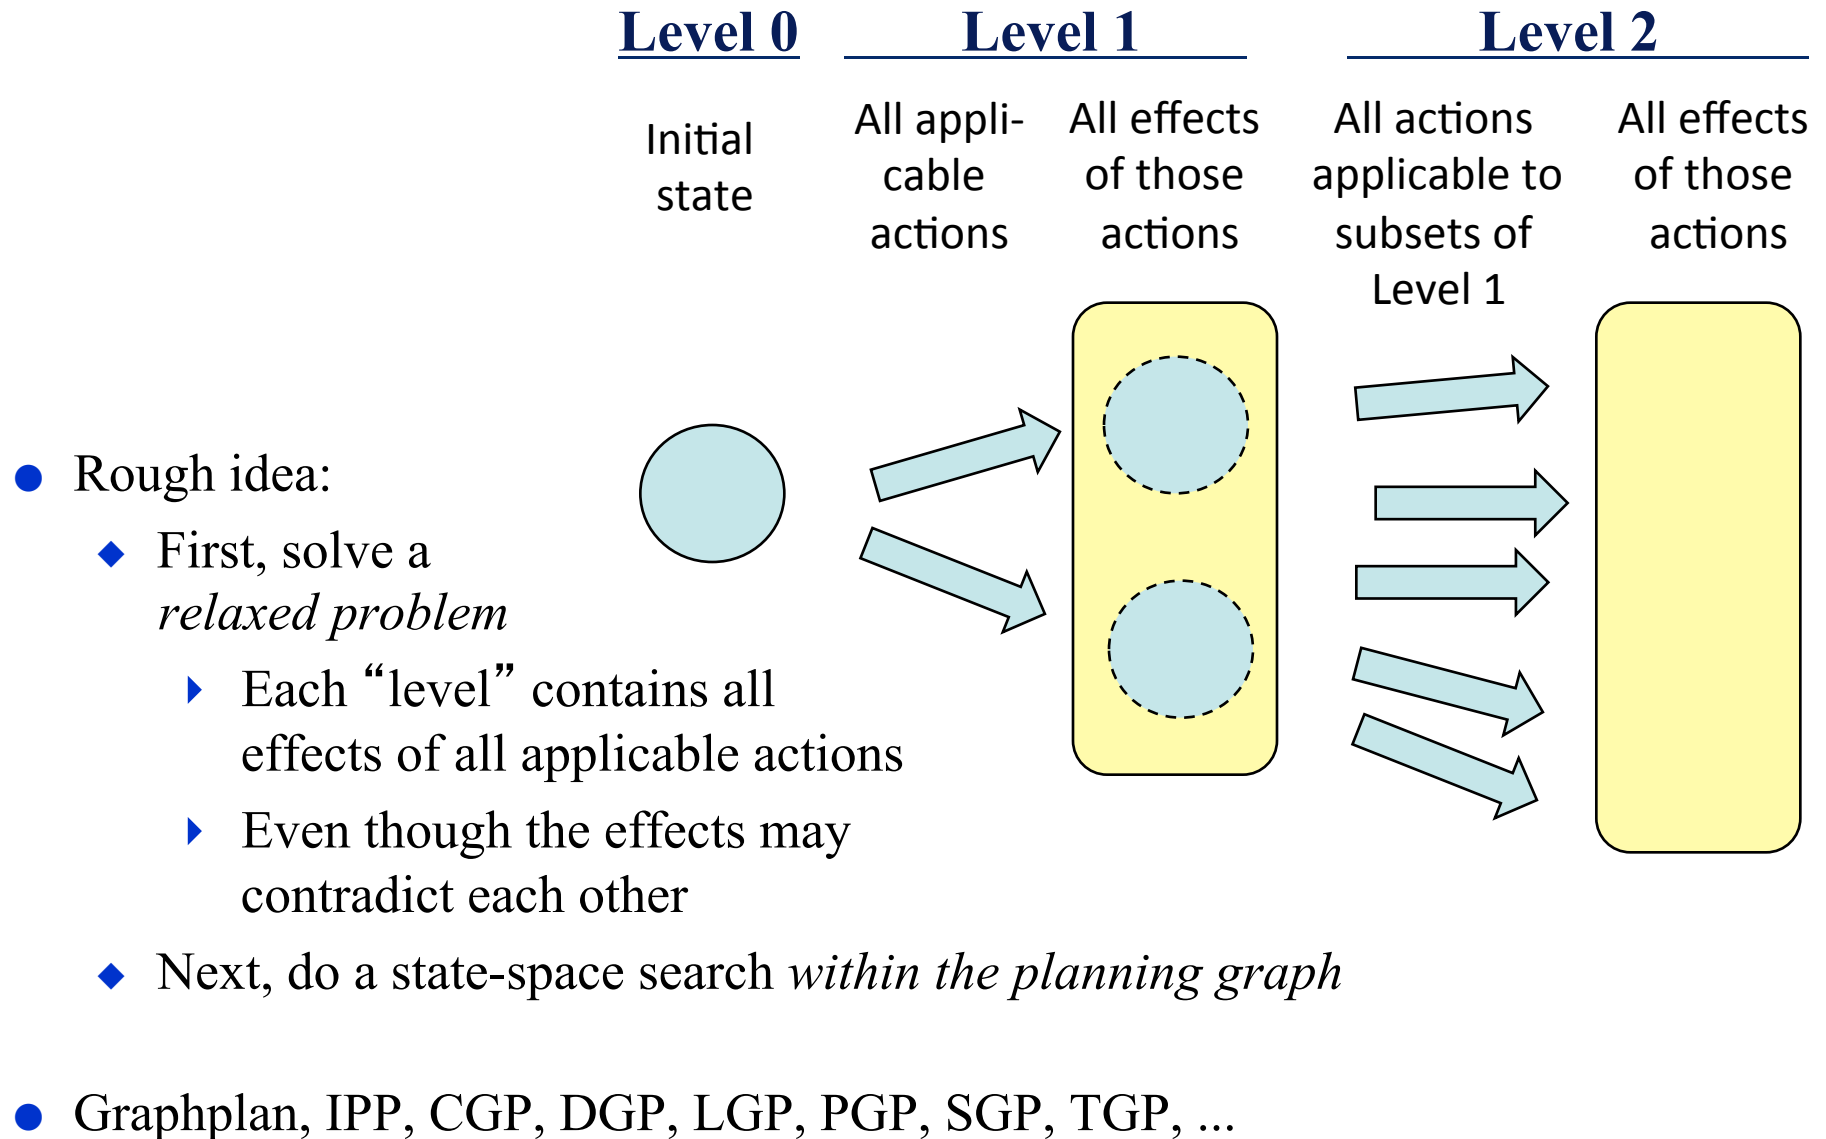 Level 0
Level 1
Level 2
Initial
state
All appli-
cable
actions
All effects
of those
actions
All actions
applicable to
subsets of
Level 1
All effects
of those
actions
Rough idea:
First, solve a
relaxed problem
Each “level” contains all
effects of all applicable actions
Even though the effects may
contradict each other
Next, do a state-space search within the planning graph
Graphplan, IPP, CGP, DGP, LGP, PGP, SGP, TGP, ...